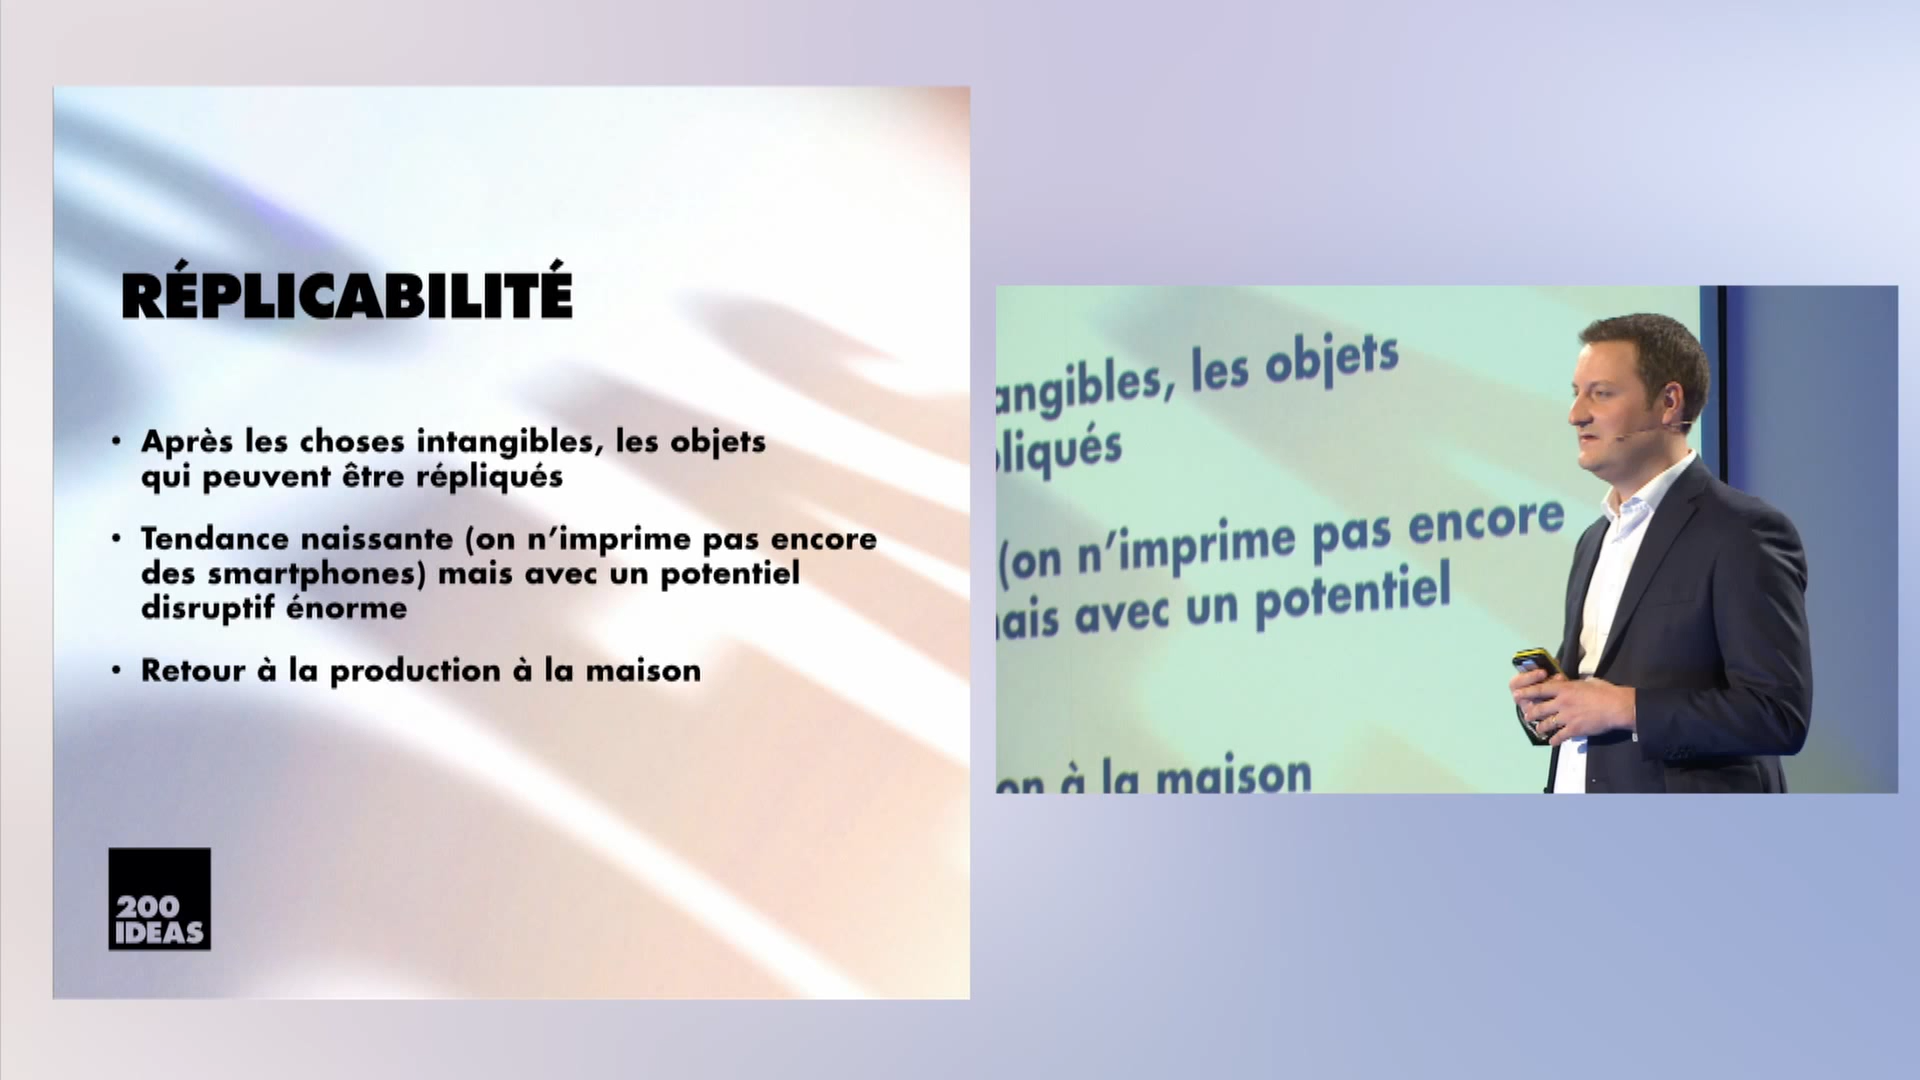 RÉPLICABILITÉ
• Après les choses intangibles, les objets
qui peuvent être répliqués
• Tendance naissante (on n’imprime pas encore
des smartphones) mais avec un potentiel
disruptif énorme
• Retour à la production à la maison
200
IDEAS
angibles, les objets
pliqués
(on n’imprime pas encore
ais avec un potentiel
on à la maison